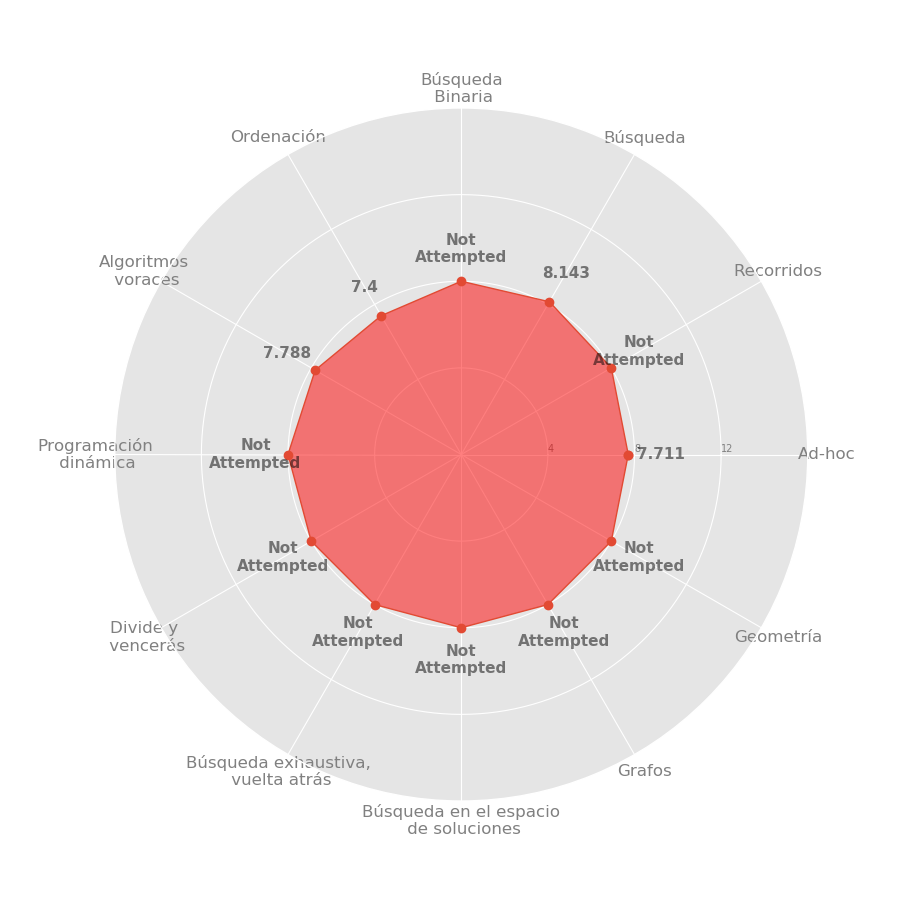 Búsqueda
Binaria
Ordenación
Búsqueda
Algoritmos
voraces
Recorridos
Not
Attempted
7.4
8.143
7.788
Not
Attempted
Programación
dinámica
Not
Attempted
4
8
7.711
12
Ad-hoc
Not
Attempted
Not
Attempted
Divide y
vencerás
Geometría
Not
Attempted
Not
Attempted
Not
Attempted
Búsqueda exhaustiva,
vuelta atrás
Grafos
Búsqueda en el espacio
de soluciones